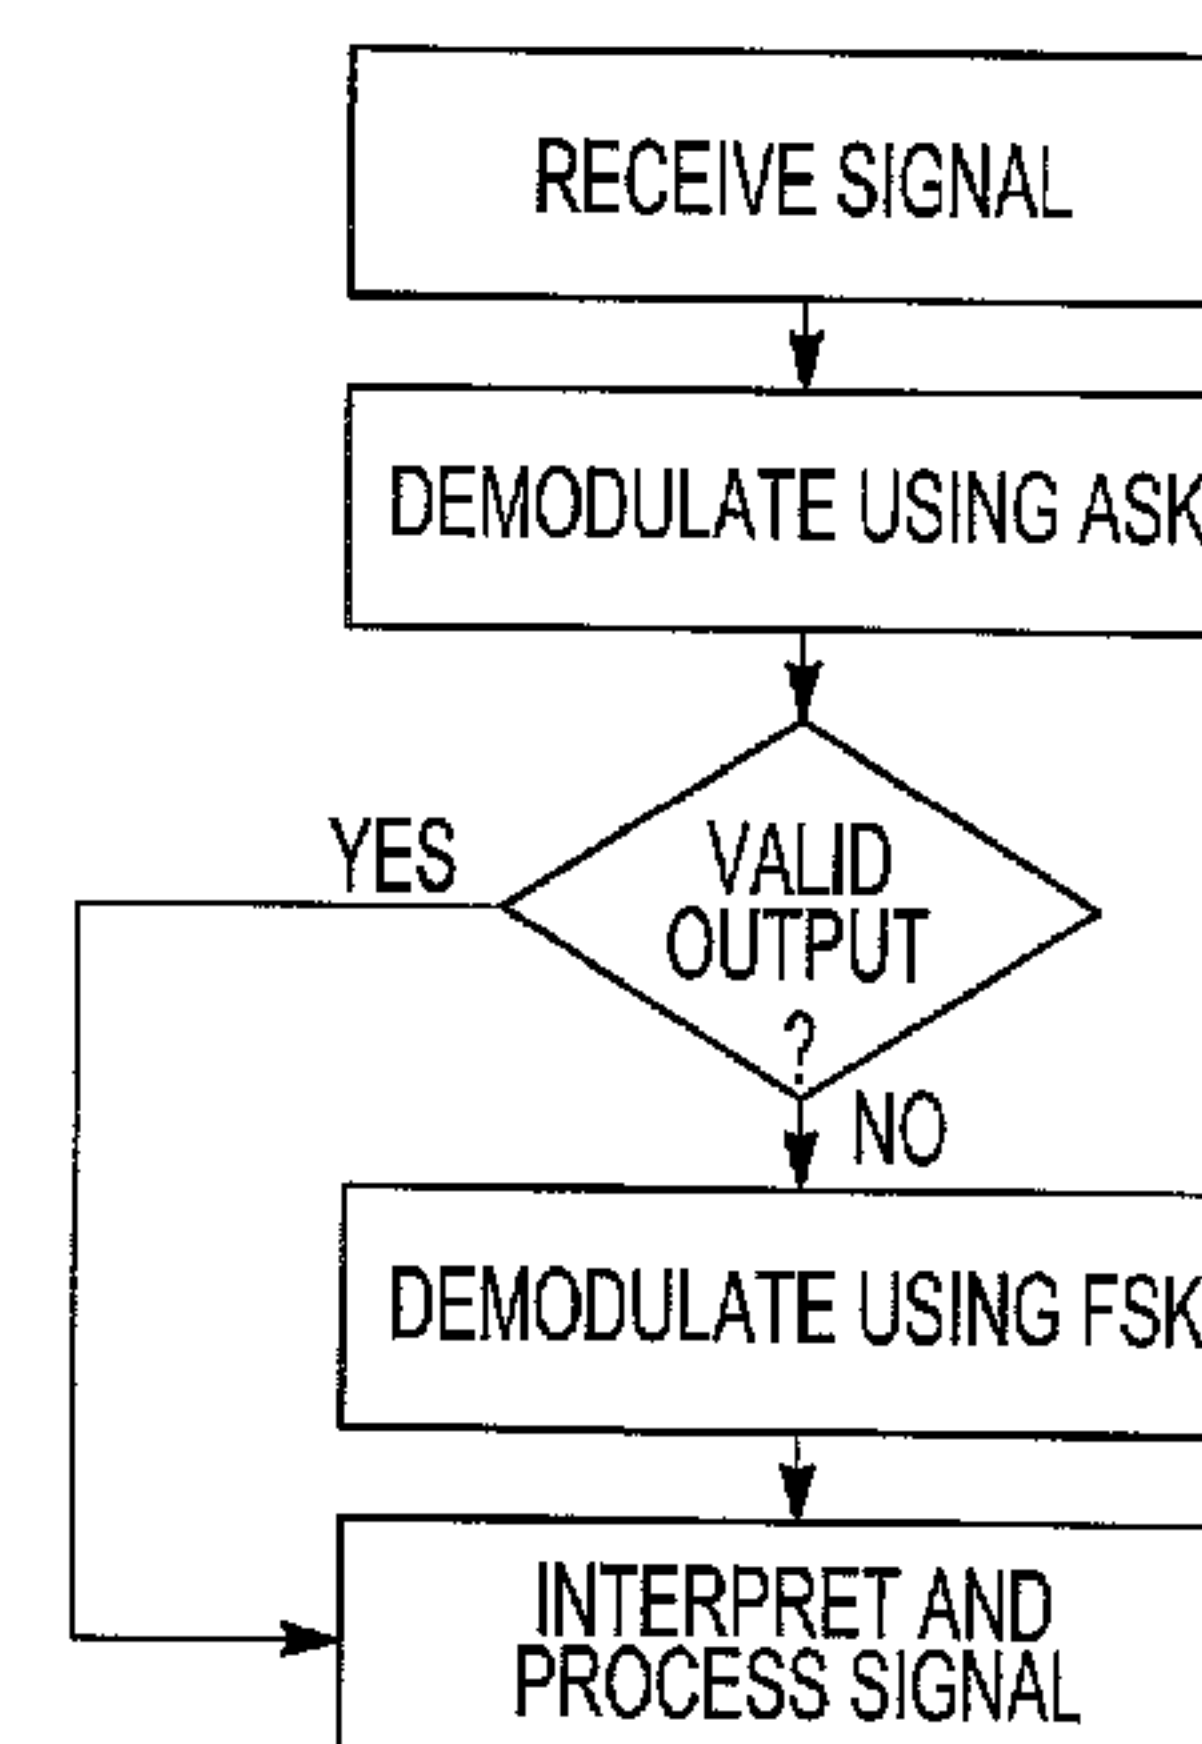 RECEIVE SIGNAL
DEMODULATE USING ASK
YES
VALID
OUTPUT
?
NO
DEMODULATE USING FSK
INTERPRET AND
PROCESS SIGNAL